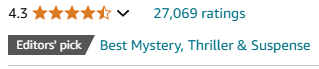 4.3 27,069 ratings
Editors' pick Best Mystery, Thriller & Suspense